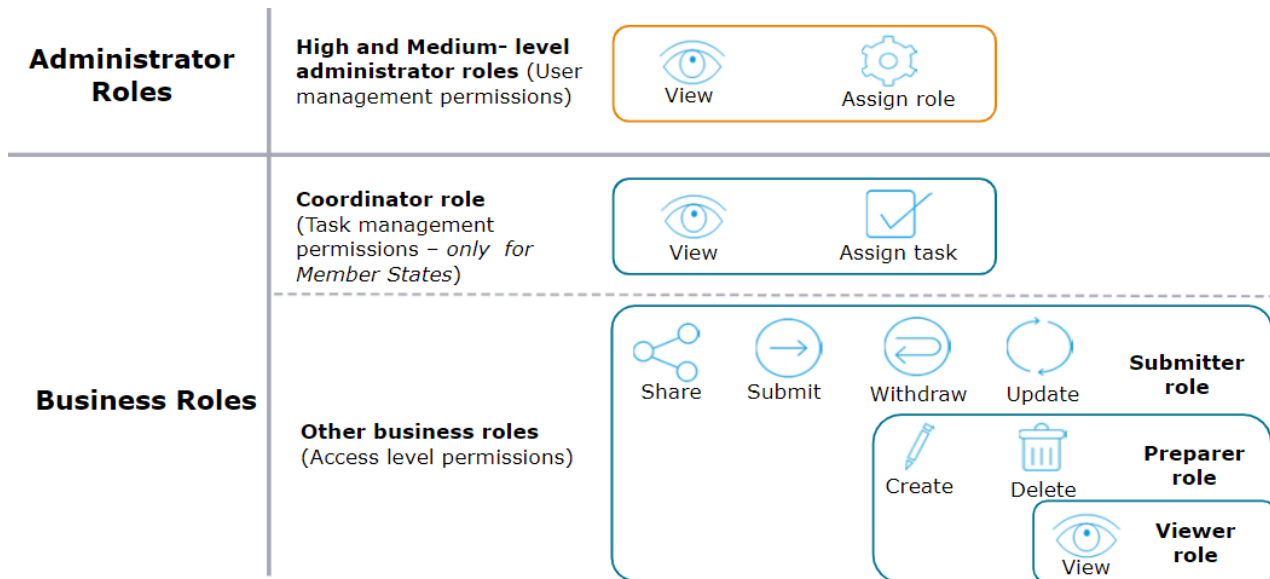 Administrator
Roles
High and Medium- level
administrator roles (User
management permissions)
View
Assign role
Business Roles
Coordinator role
(Task management
permissions – only for
Member States)
View
Assign task
Other business roles
(Access level permissions)
Share
Submit
Withdraw
Update
Submitter
role
Create
Delete
Preparer
role
View
Viewer
role